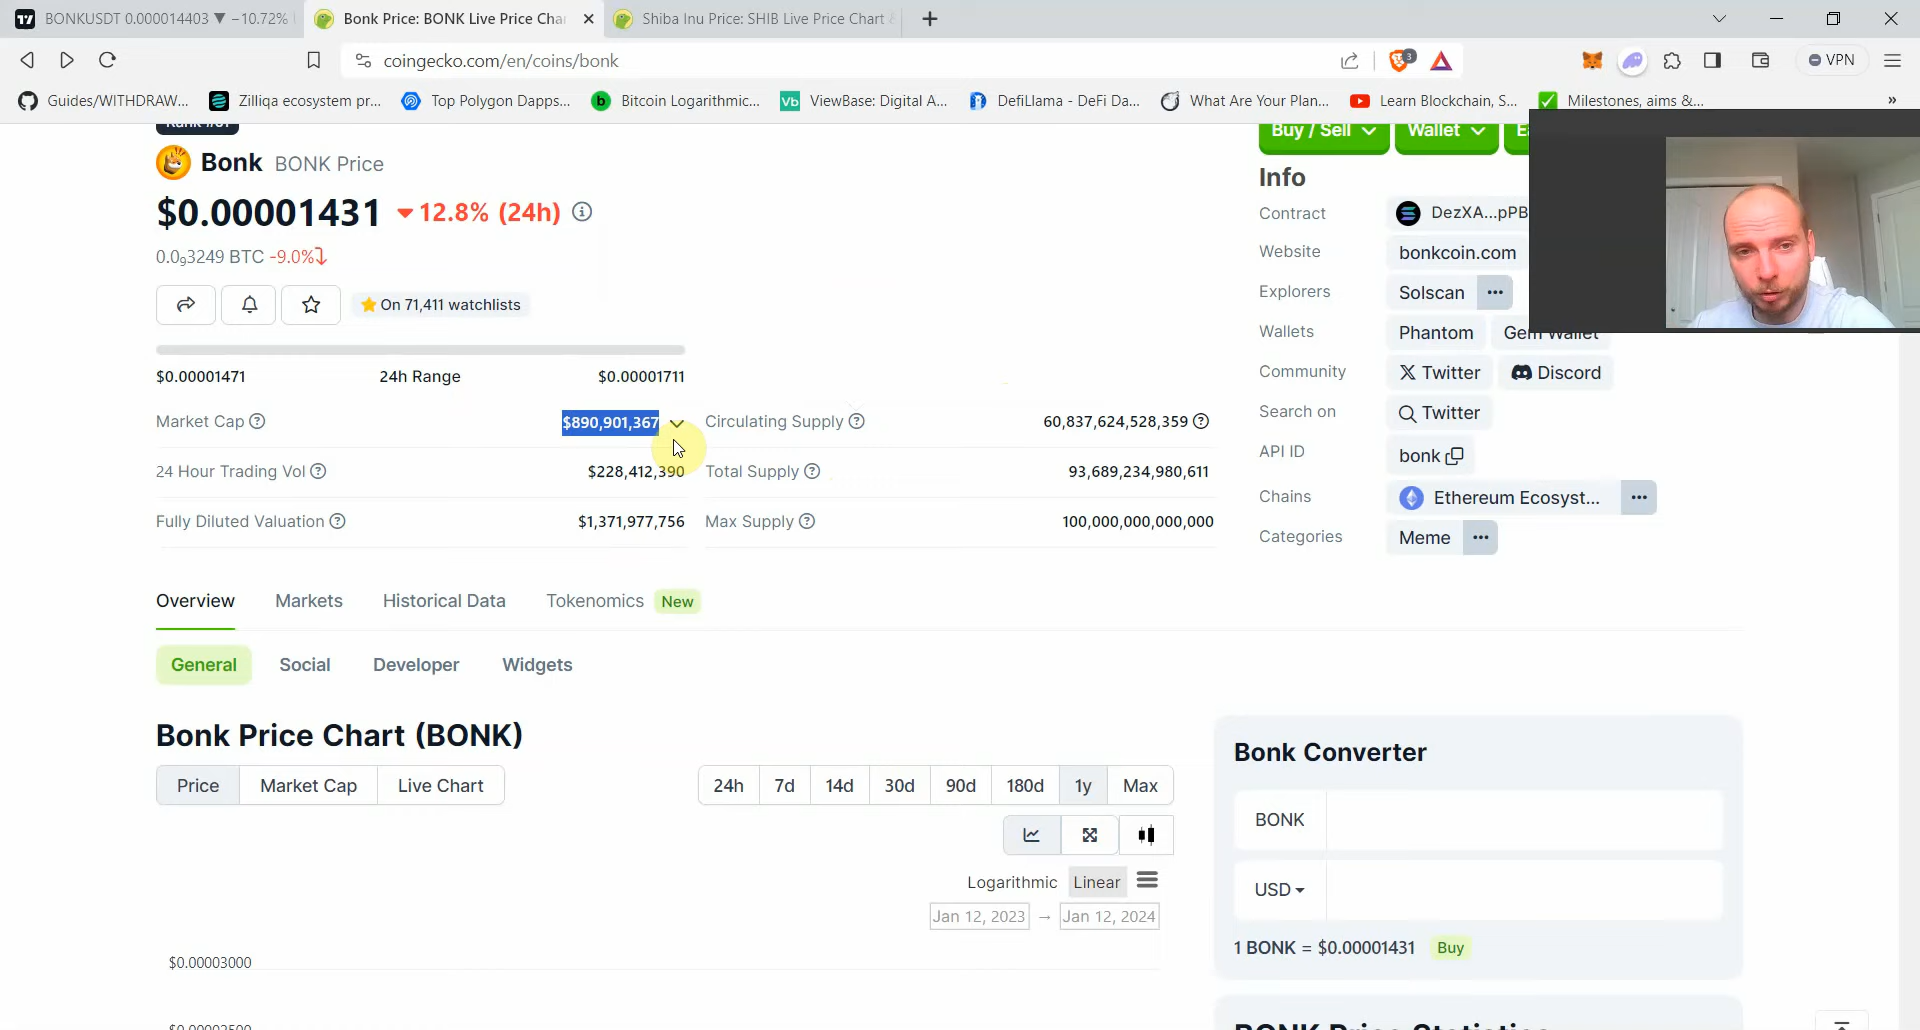 BONKUSDT 0.000014403 ▼ −10.72%
Bonk Price: BONK Live Price Cha
Shiba Inu Price: SHIB Live Price Chart &
coingecko.com/en/coins/bonk
3
VPN
Guides/WITHDRAW...
Zilliqa ecosystem pr...
Top Polygon Dapps...
Bitcoin Logarithmic...
Vb
ViewBase: Digital A...
DefiLlama - DeFi Da...
What Are Your Plan...
Learn Blockchain, S...
Milestones, aims &...
»
Bonk BONK Price
$0.00001431 12.8% (24h)
0.0₉3249 BTC -9.0%
On 71,411 watchlists
$0.00001471 24h Range $0.00001711
Market Cap $890,901,367
Circulating Supply 60,837,624,528,359
24 Hour Trading Vol $228,412,390
Total Supply 93,689,234,980,611
Fully Diluted Valuation $1,371,977,756
Max Supply 100,000,000,000,000
Buy / Sell Wallet
Info
Contract DezXA...pPB
Website bonkcoin.com
Explorers Solscan
Wallets Phantom Gem Wallet
Community Twitter Discord
Search on Twitter
API ID bonk
Chains Ethereum Ecosyst...
Categories Meme
Overview Markets Historical Data Tokenomics New
General Social Developer Widgets
Bonk Price Chart (BONK)
Price Market Cap Live Chart
24h 7d 14d 30d 90d 180d 1y Max
Logarithmic Linear
Jan 12, 2023 → Jan 12, 2024
$0.00003000
Bonk Converter
BONK
USD
1 BONK = $0.00001431 Buy